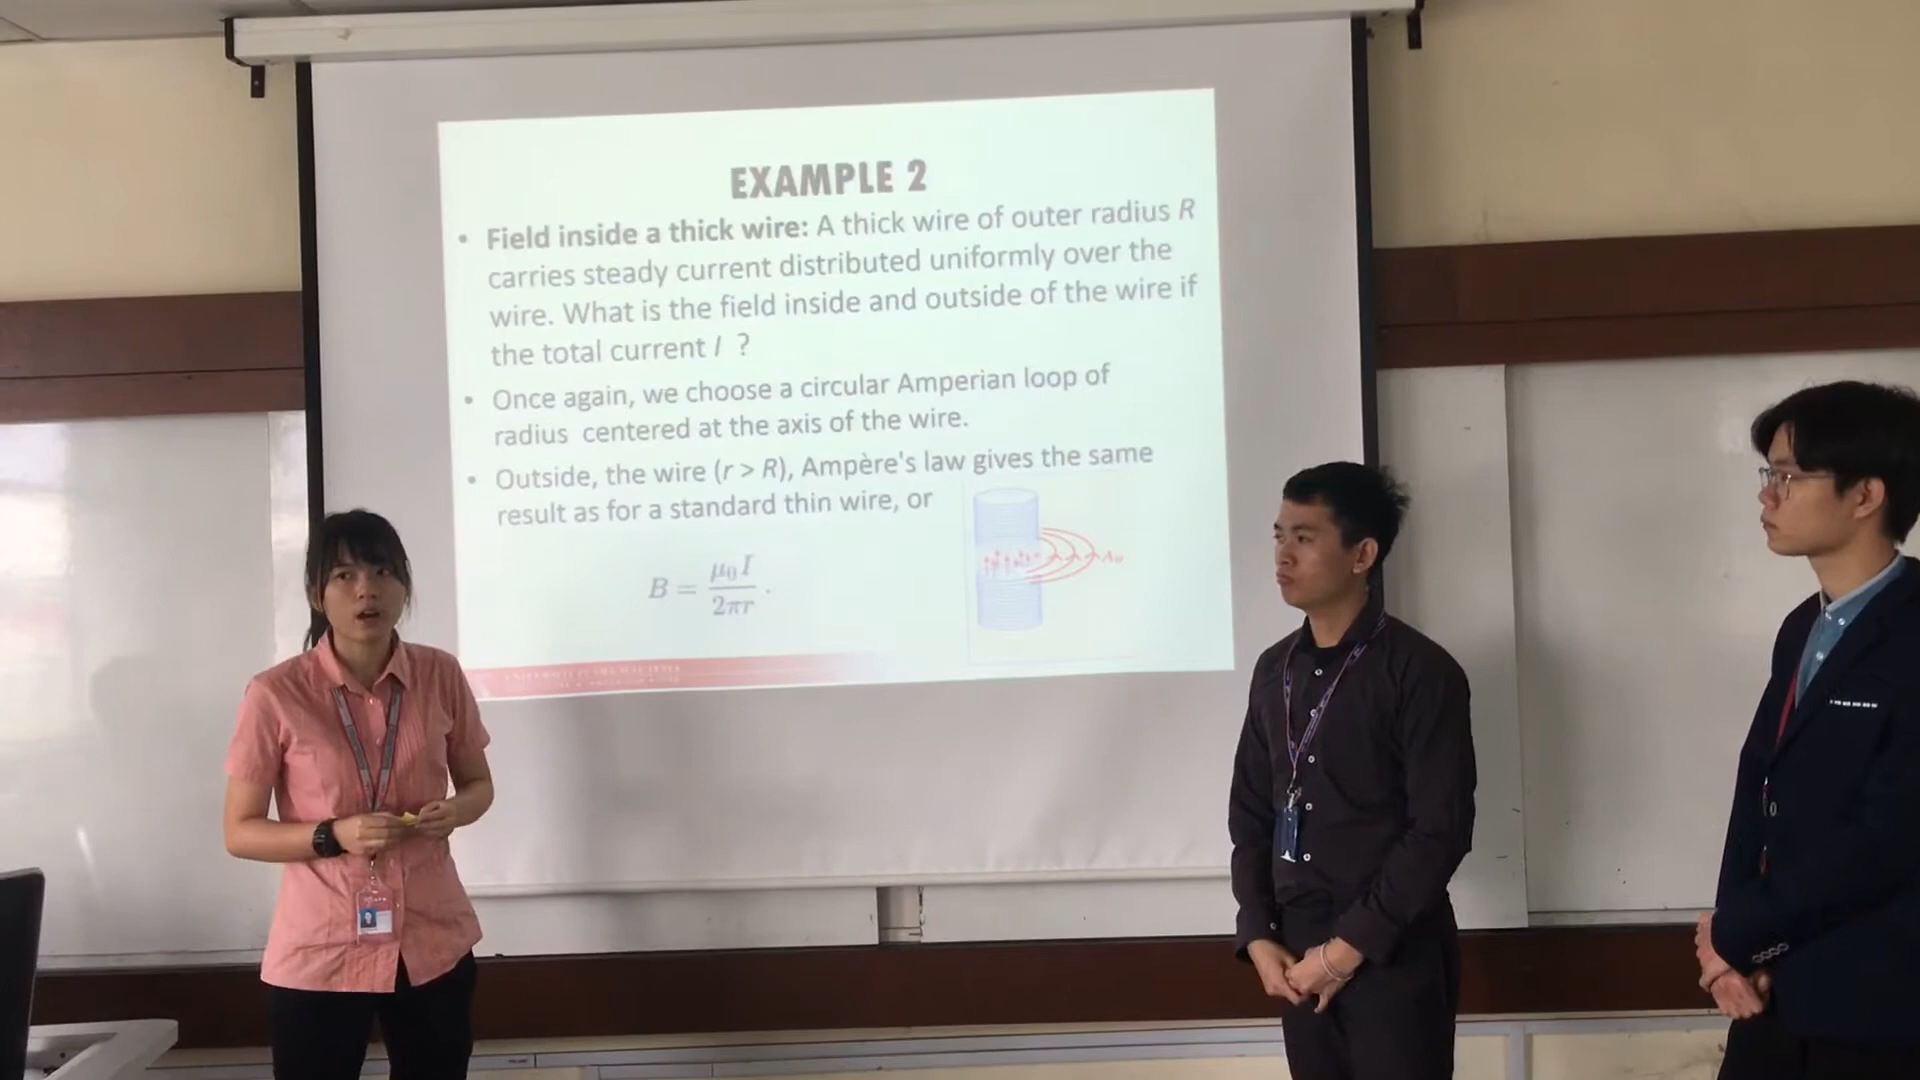 EXAMPLE 2
• Field inside a thick wire: A thick wire of outer radius R
carries steady current distributed uniformly over the
wire. What is the field inside and outside of the wire if
the total current I ?
• Once again, we choose a circular Amperian loop of
radius centered at the axis of the wire.
• Outside, the wire (r > R), Ampère's law gives the same
result as for a standard thin wire, or
B = μ0I / 2πr .